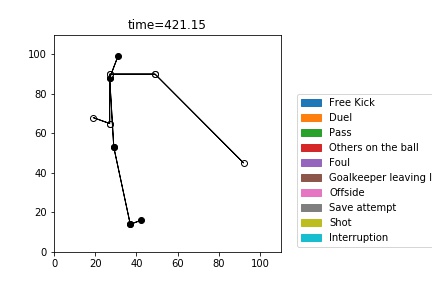 time=421.15
100
80
60
40
20
0
0 20 40 60 80 100
Free Kick
Duel
Pass
Others on the ball
Foul
Goalkeeper leaving l
Offside
Save attempt
Shot
Interruption